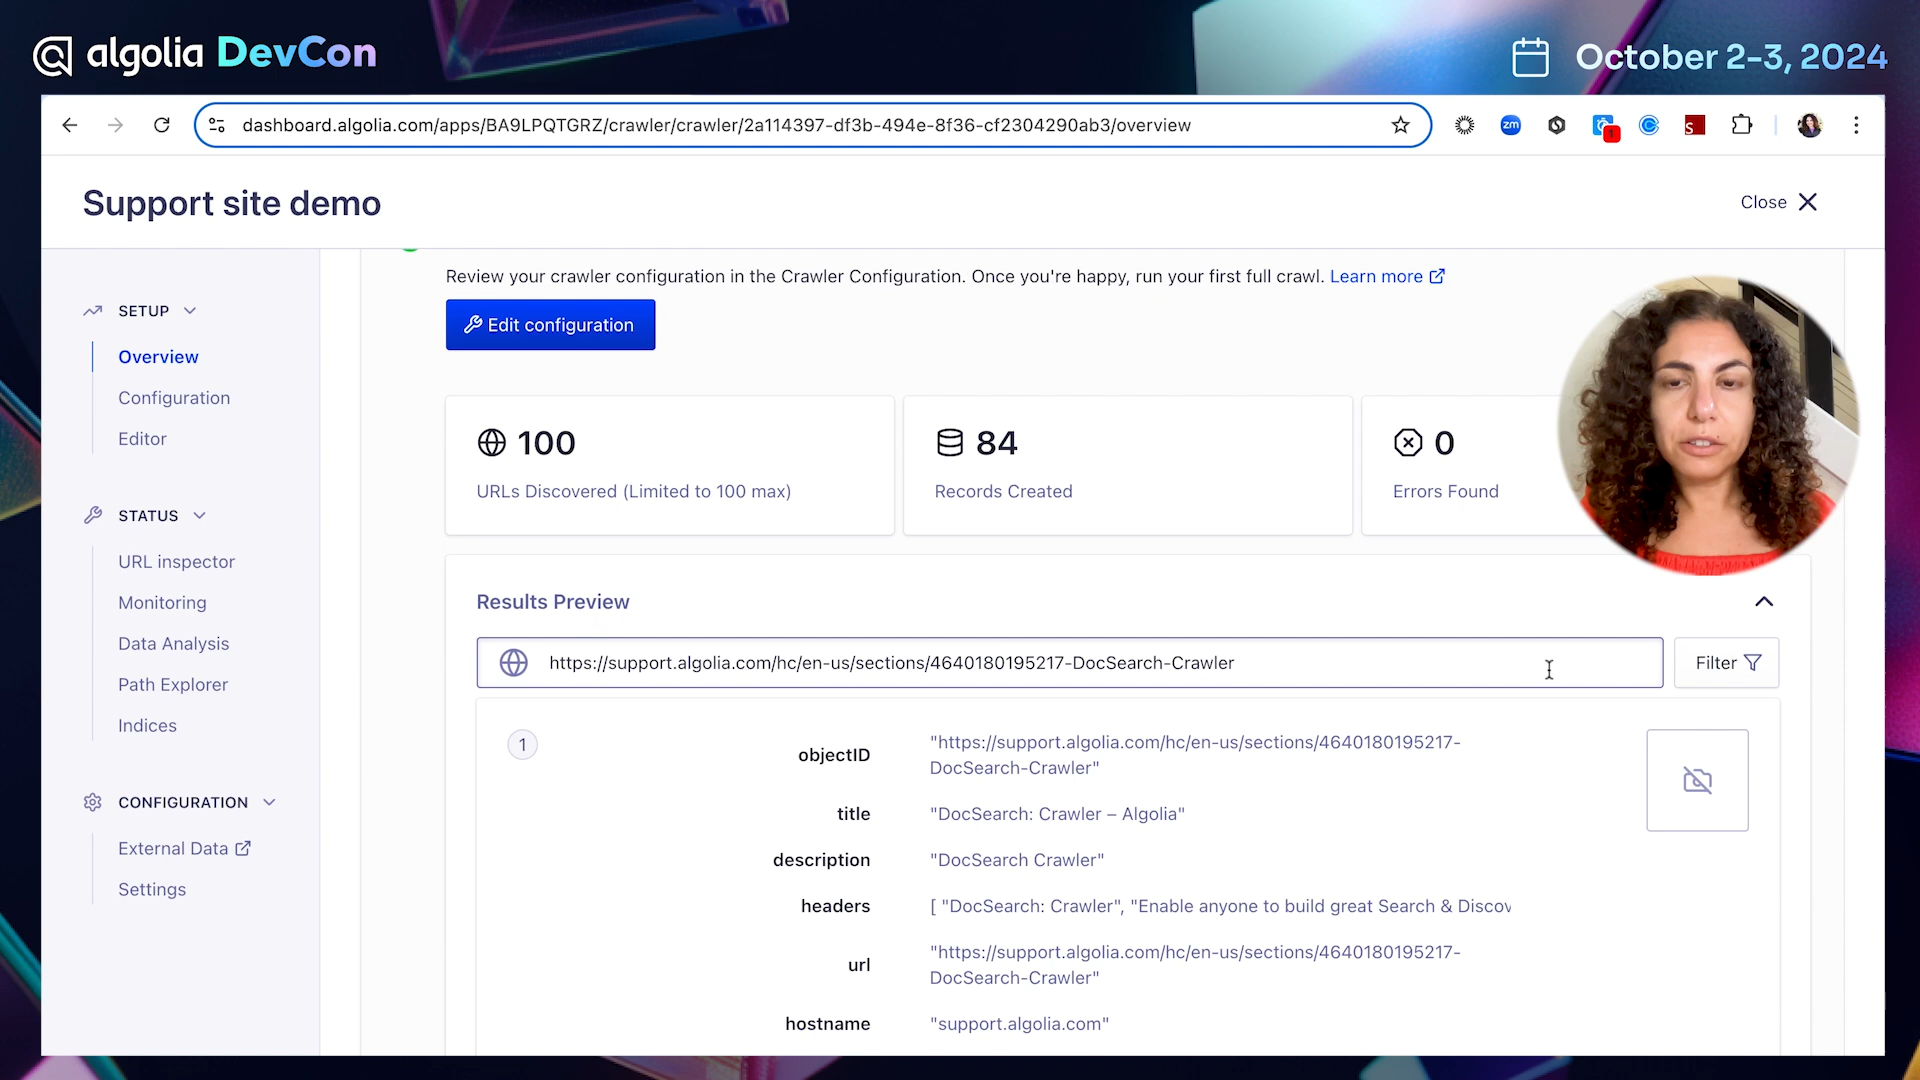 algolia DevCon
October 2-3, 2024
dashboard.algolia.com/apps/BA9LPQTGRZ/crawler/crawler/2a114397-df3b-494e-8f36-cf2304290ab3/overview
zm
1
Support site demo
Close
SETUP
Overview
Configuration
Editor
STATUS
URL inspector
Monitoring
Data Analysis
Path Explorer
Indices
CONFIGURATION
External Data
Settings
Review your crawler configuration in the Crawler Configuration. Once you're happy, run your first full crawl. Learn more
Edit configuration
100
URLs Discovered (Limited to 100 max)
84
Records Created
0
Errors Found
Results Preview
https://support.algolia.com/hc/en-us/sections/4640180195217-DocSearch-Crawler
Filter
1
objectID
"https://support.algolia.com/hc/en-us/sections/4640180195217-
DocSearch-Crawler"
title
"DocSearch: Crawler – Algolia"
description
"DocSearch Crawler"
headers
[ "DocSearch: Crawler", "Enable anyone to build great Search & Discov
url
"https://support.algolia.com/hc/en-us/sections/4640180195217-
DocSearch-Crawler"
hostname
"support.algolia.com"